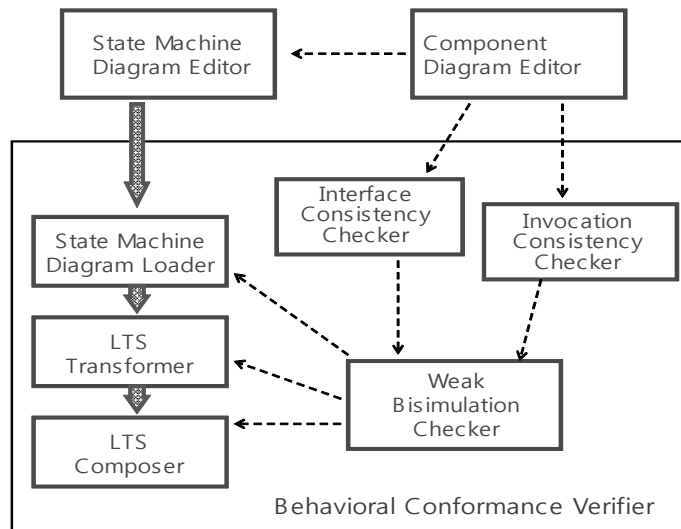 State Machine
Diagram Editor
Component
Diagram Editor
Interface
Consistency
Checker
Invocation
Consistency
Checker
State Machine
Diagram Loader
LTS
Transformer
Weak
Bisimulation
Checker
LTS
Composer
Behavioral Conformance Verifier